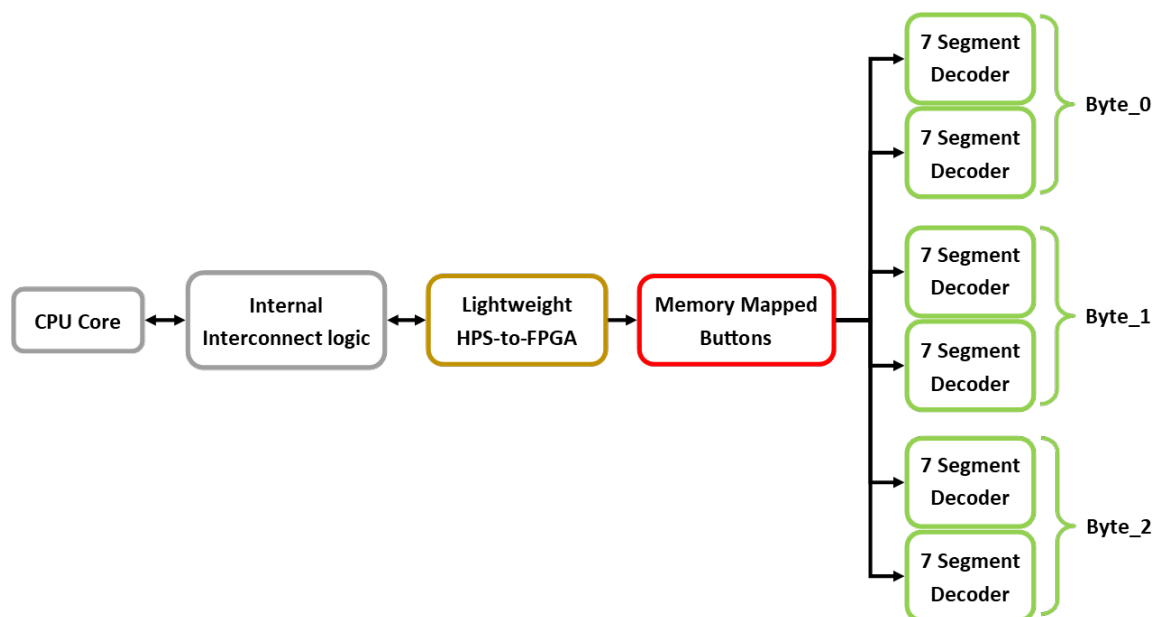 CPU Core
Internal
Interconnect logic
Lightweight
HPS-to-FPGA
Memory Mapped
Buttons
7 Segment
Decoder
7 Segment
Decoder
Byte_0
7 Segment
Decoder
7 Segment
Decoder
Byte_1
7 Segment
Decoder
7 Segment
Decoder
Byte_2